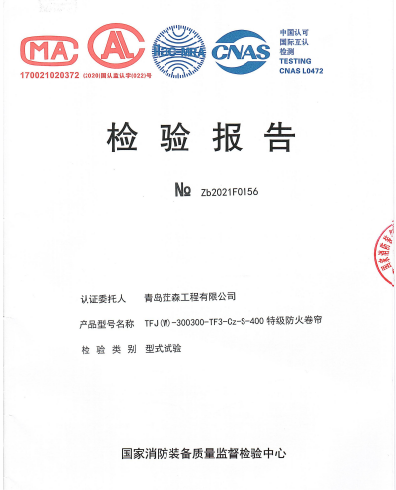 MA
AL
ilac-MRA
CNAS
中国认可
国际互认
检测
TESTING
CNAS L0472
170021020372
(2020)国认监认字(022)号
检 验 报 告
№ Zb2021F0156
认证委托人 青岛茳森工程有限公司
产品型号名称 TFJ(W)-300300-TF3-Cz-S-400 特级防火卷帘
检 验 类 别 型式试验
国家消防装备质量监督检验中心